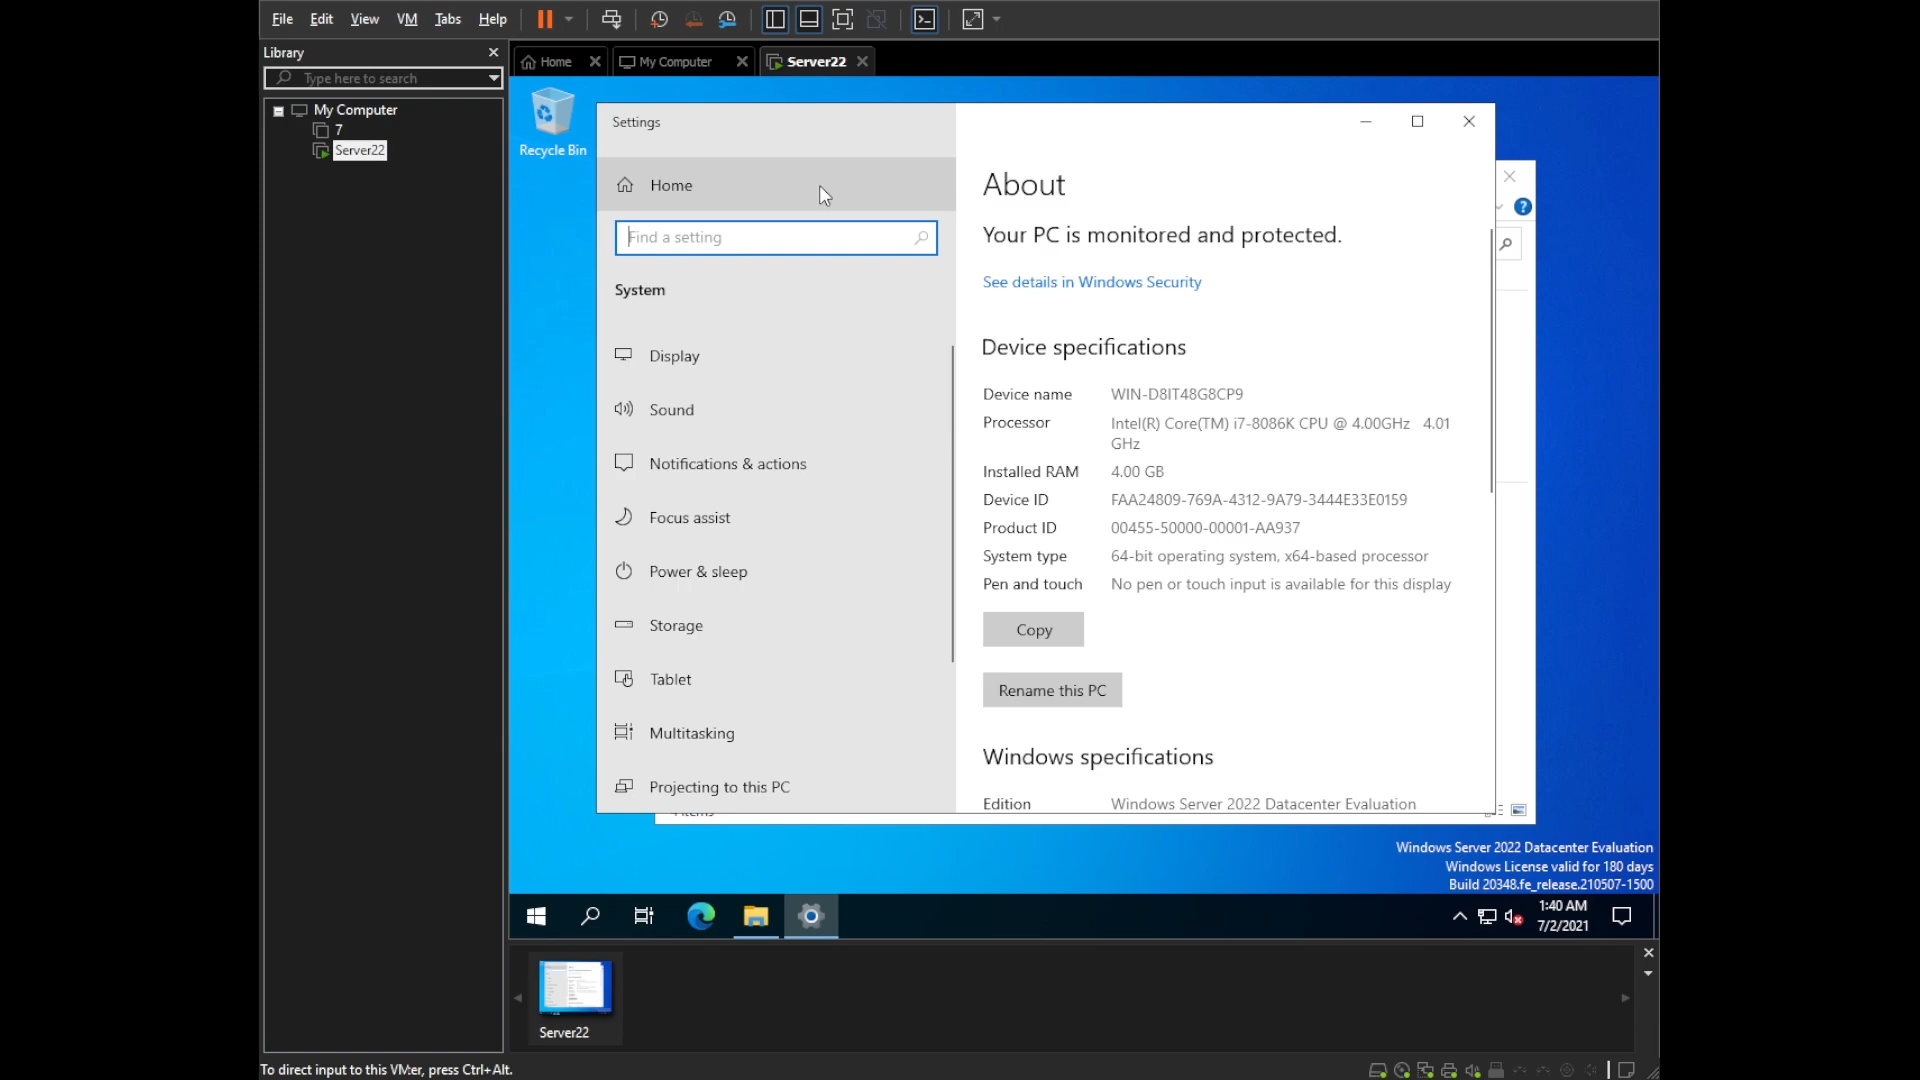 File Edit View VM Tabs Help
Library
Type here to search
My Computer
7
Server22
Home
My Computer
Server22
Recycle Bin
Settings
Home
Find a setting
System
Display
Sound
Notifications & actions
Focus assist
Power & sleep
Storage
Tablet
Multitasking
Projecting to this PC
About
Your PC is monitored and protected.
See details in Windows Security
Device specifications
Device name WIN-D8IT48G8CP9
Processor Intel(R) Core(TM) i7-8086K CPU @ 4.00GHz 4.01
GHz
Installed RAM 4.00 GB
Device ID FAA24809-769A-4312-9A79-3444E33E0159
Product ID 00455-50000-00001-AA937
System type 64-bit operating system, x64-based processor
Pen and touch No pen or touch input is available for this display
Copy
Rename this PC
Windows specifications
Edition Windows Server 2022 Datacenter Evaluation
Windows Server 2022 Datacenter Evaluation
Windows License valid for 180 days
Build 20348.fe_release.210507-1500
1:40 AM
7/2/2021
Server22
To direct input to this VM, press Ctrl+Alt.